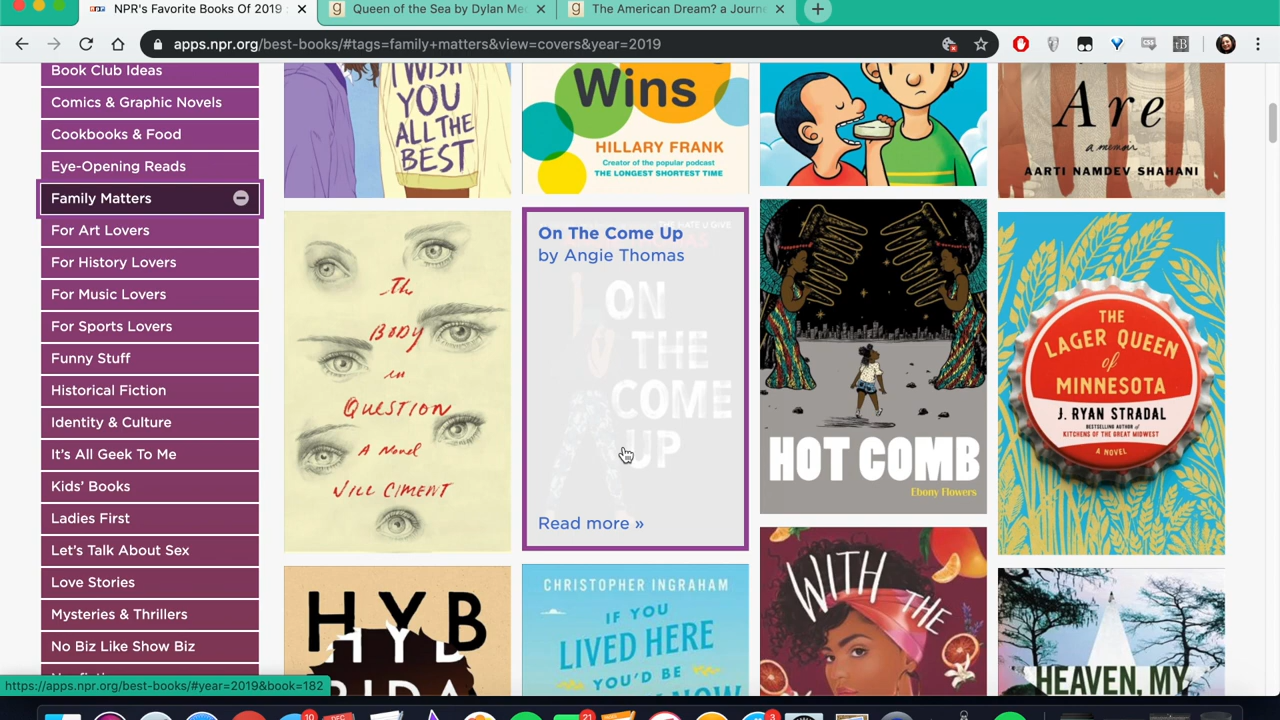 NPR's Favorite Books Of 2019
Queen of the Sea by Dylan Mec
The American Dream? a Journe
apps.npr.org/best-books/#tags=family+matters&view=covers&year=2019
Book Club Ideas
Comics & Graphic Novels
Cookbooks & Food
Eye-Opening Reads
Family Matters
For Art Lovers
For History Lovers
For Music Lovers
For Sports Lovers
Funny Stuff
Historical Fiction
Identity & Culture
It's All Geek To Me
Kids' Books
Ladies First
Let's Talk About Sex
Love Stories
Mysteries & Thrillers
No Biz Like Show Biz
I WISH
YOU
ALL THE
BEST
Wins
HILLARY FRANK
Creator of the popular podcast
THE LONGEST SHORTEST TIME
Are
a memoir
AARTI NAMDEV SHAHANI
The
BODY
in
QUESTION
A Novel
JILL CIMENT
On The Come Up
by Angie Thomas
ON
THE
COME
UP
Read more »
HOT COMB
Ebony Flowers
THE
LAGER QUEEN
of
MINNESOTA
J. RYAN STRADAL
BESTSELLING AUTHOR of
KITCHENS OF THE GREAT MIDWEST
A NOVEL
HYB
CHRISTOPHER INGRAHAM
IF YOU
LIVED HERE
YOU'D BE
NOW
WITH THE
HEAVEN, MY
https://apps.npr.org/best-books/#year=2019&book=182
10
DEC
21
3